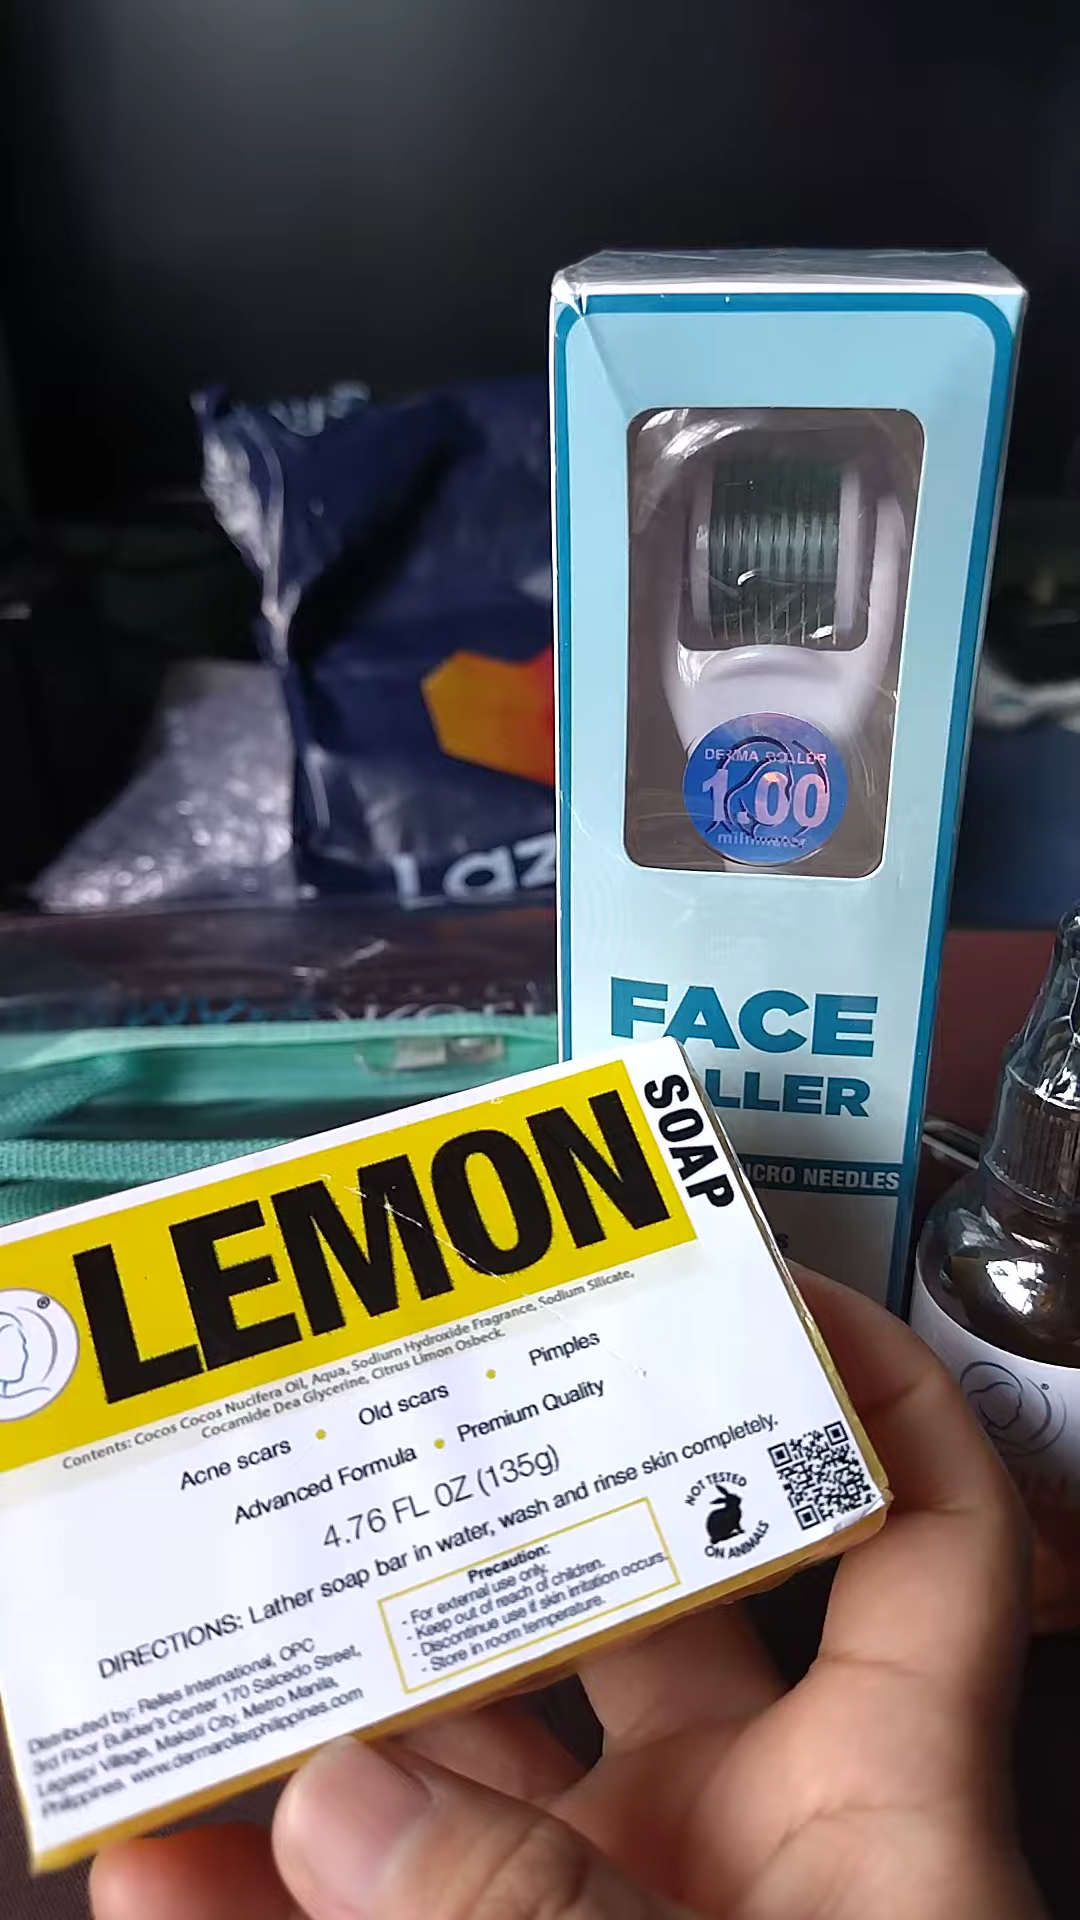 DERMA ROLLER
1.00
millimeter
Laz
FACE
LLER
ICRO NEEDLES
LEMON
SOAP
®
Contents: Cocos Cocos Nucifera Oil, Aqua, Sodium Hydroxide Fragrance, Sodium Silicate,
Cocamide Dea Glycerine, Citrus Limon Osbeck.
Acne scars • Old scars • Pimples
Advanced Formula • Premium Quality
4.76 FL OZ (135g)
DIRECTIONS: Lather soap bar in water, wash and rinse skin completely.
Precaution:
- For external use only.
- Keep out of reach of children.
- Discontinue use if skin irritation occurs.
- Store in room temperature.
NOT TESTED
ON ANIMALS
Distributed by: Relles International, OPC
3rd Floor Builder's Center 170 Salcedo Street,
Legaspi Village, Makati City, Metro Manila,
Philippines. www.dermarollerphilippines.com